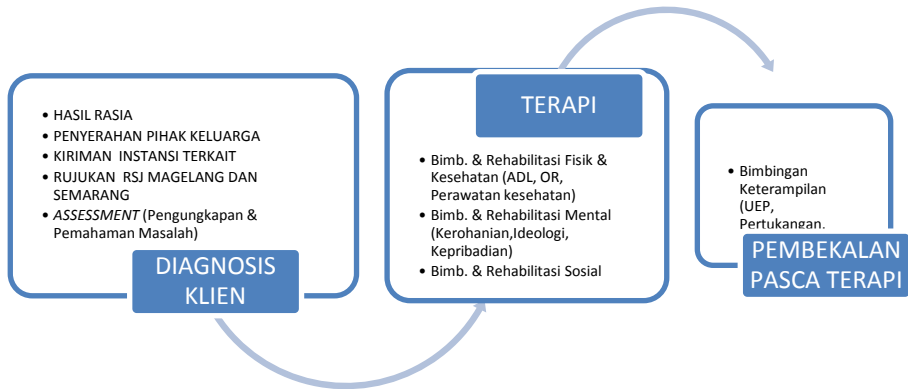 • HASIL RASIA
• PENYERAHAN PIHAK KELUARGA
• KIRIMAN INSTANSI TERKAIT
• RUJUKAN RSJ MAGELANG DAN
SEMARANG
• ASSESSMENT (Pengungkapan &
Pemahaman Masalah)
DIAGNOSIS
KLIEN
TERAPI
• Bimb. & Rehabilitasi Fisik &
Kesehatan (ADL, OR,
Perawatan kesehatan)
• Bimb. & Rehabilitasi Mental
(Kerohanian,Ideologi,
Kepribadian)
• Bimb. & Rehabilitasi Sosial
• Bimbingan
Keterampilan
(UEP,
Pertukangan,
PEMBEKALAN
PASCA TERAPI